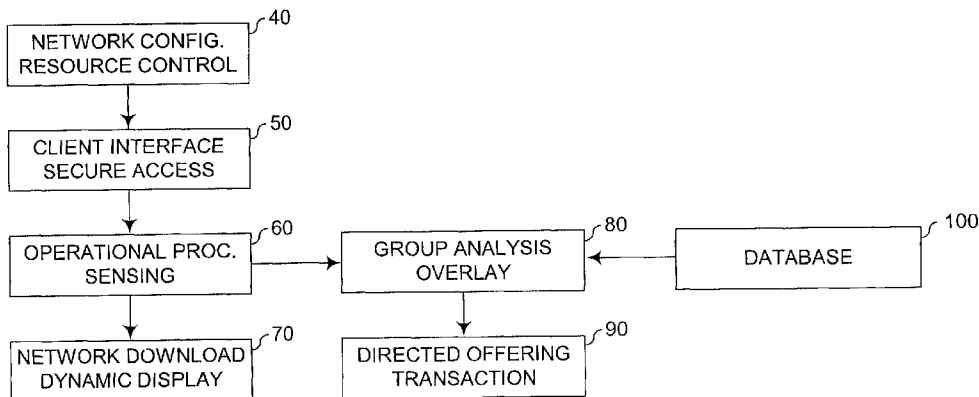 40
NETWORK CONFIG.
RESOURCE CONTROL
50
CLIENT INTERFACE
SECURE ACCESS
60
OPERATIONAL PROC.
SENSING
80
GROUP ANALYSIS
OVERLAY
100
DATABASE
70
NETWORK DOWNLOAD
DYNAMIC DISPLAY
90
DIRECTED OFFERING
TRANSACTION